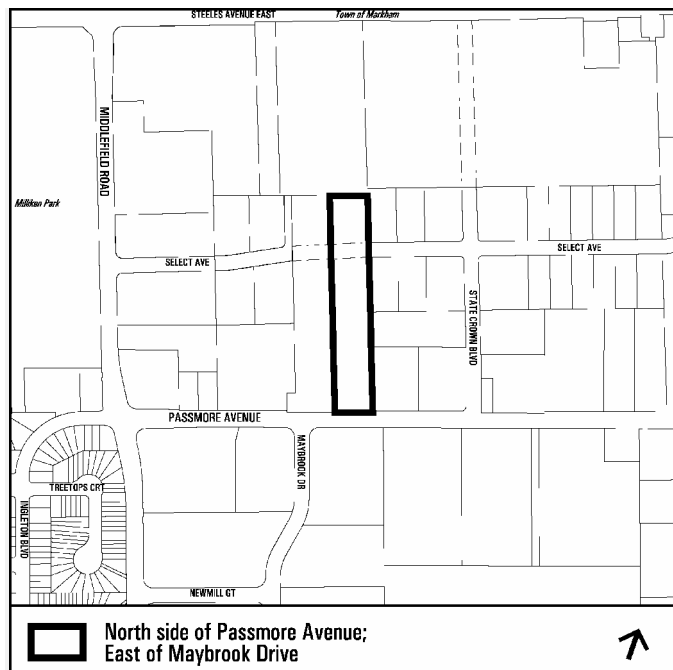 STEELES AVENUE EAST
Town of Markham
MIDDLEFIELD ROAD
Milliken Park
SELECT AVE
SELECT AVE
STATE CROWN BLVD
PASSMORE AVENUE
MAYBROOK DR
TREETOPS CRT
INGLETON BLVD
NEWMILL GT
North side of Passmore Avenue;
East of Maybrook Drive